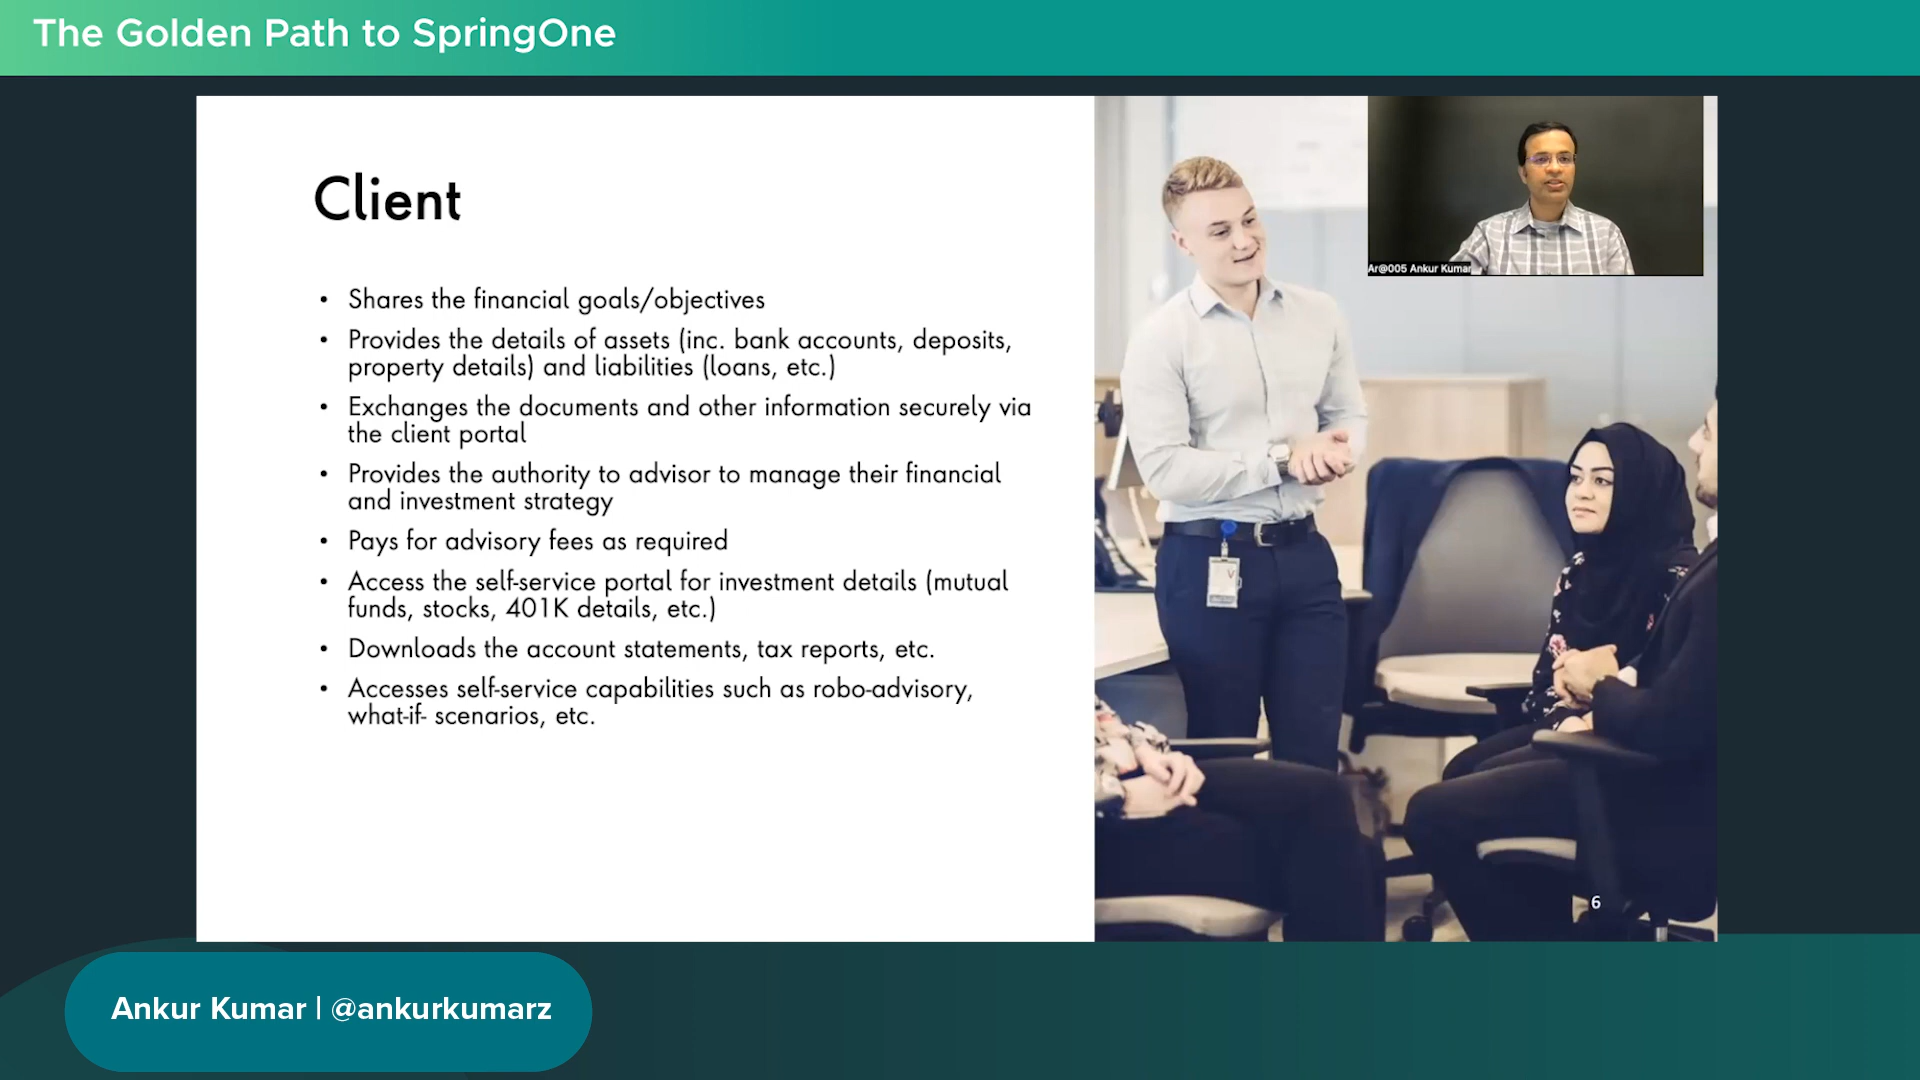 The Golden Path to SpringOne
Client
• Shares the financial goals/objectives
• Provides the details of assets (inc. bank accounts, deposits,
property details) and liabilities (loans, etc.)
• Exchanges the documents and other information securely via
the client portal
• Provides the authority to advisor to manage their financial
and investment strategy
• Pays for advisory fees as required
• Access the self-service portal for investment details (mutual
funds, stocks, 401K details, etc.)
• Downloads the account statements, tax reports, etc.
• Accesses self-service capabilities such as robo-advisory,
what-if- scenarios, etc.
Ar@005 Ankur Kumar
6
Ankur Kumar | @ankurkumarz